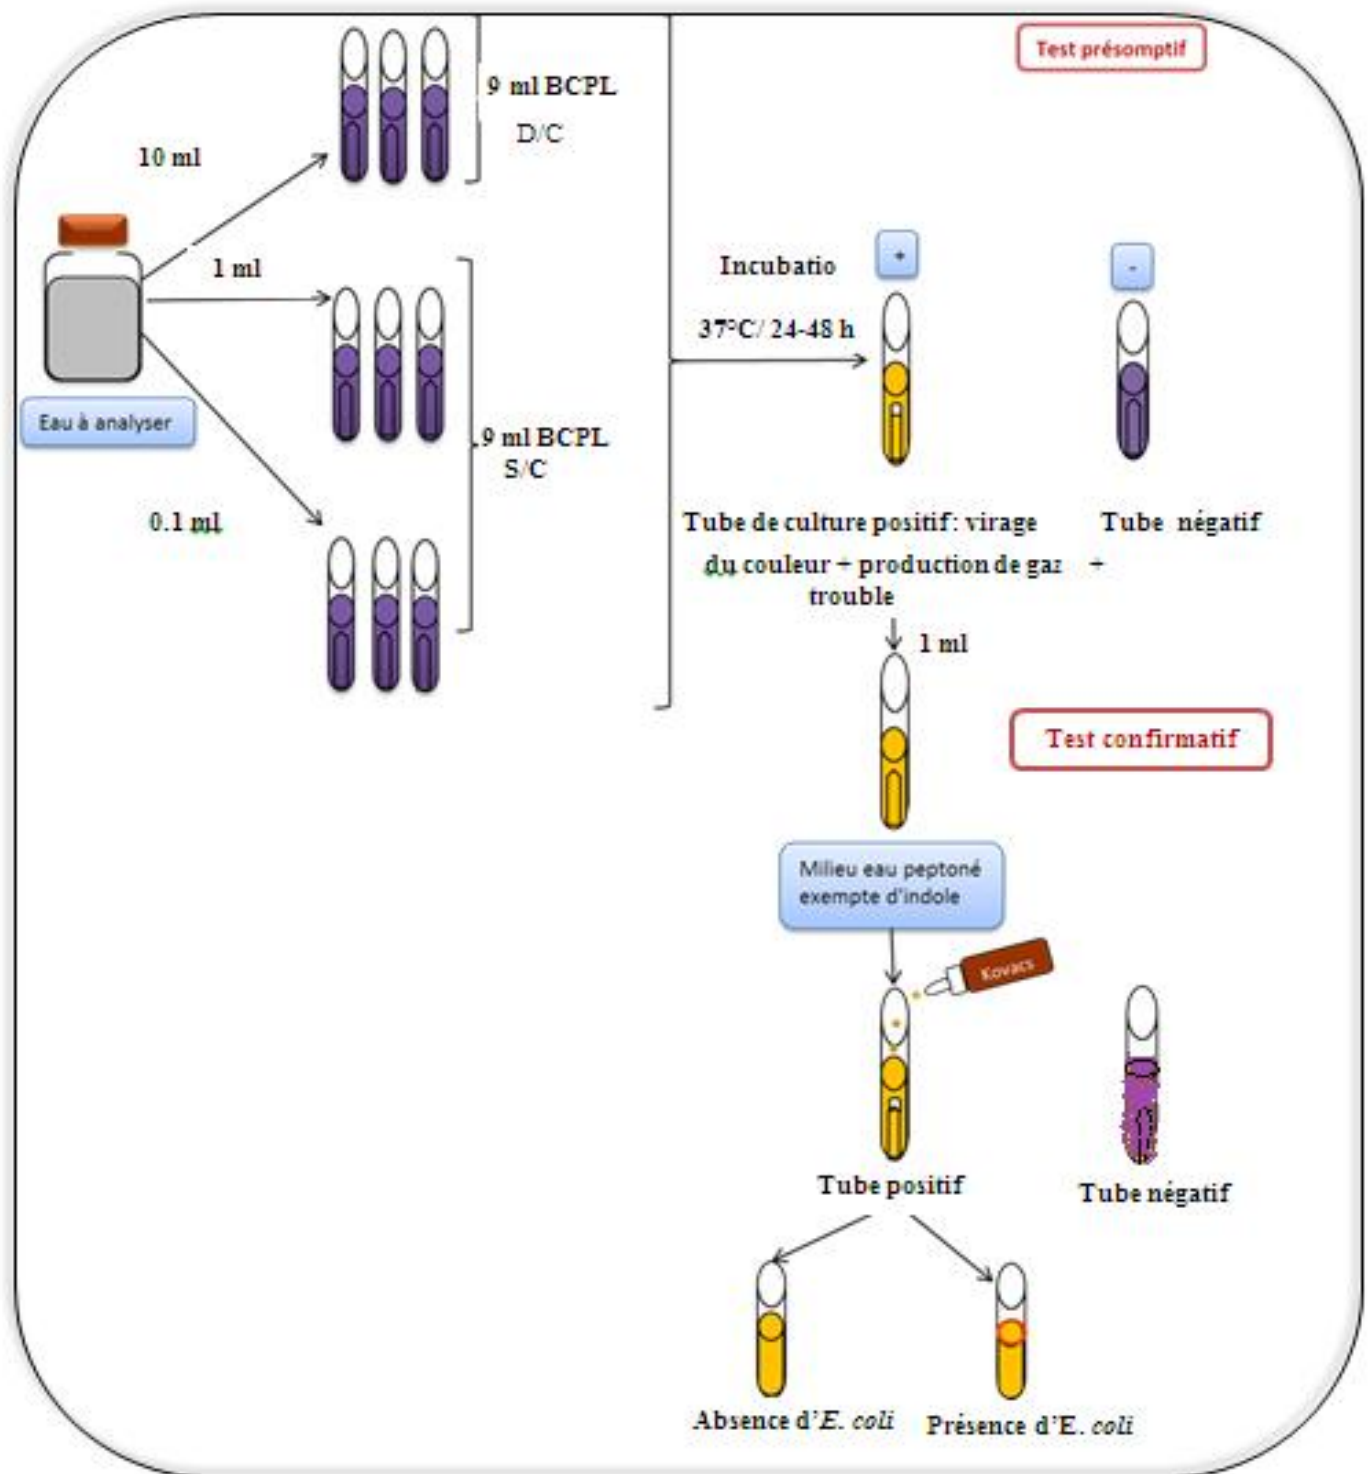 Test présomptif
9 ml BCPL
D/C
10 ml
1 ml
Eau à analyser
0.1 ml
.9 ml BCPL
S/C
Incubatio
37°C/ 24-48 h
+
-
Tube de culture positif: virage
du couleur + production de gaz +
trouble
Tube négatif
1 ml
Test confirmatif
Milieu eau peptoné
exempte d'indole
Kovacs
Tube positif
Tube négatif
Absence d'E. coli
Présence d'E. coli